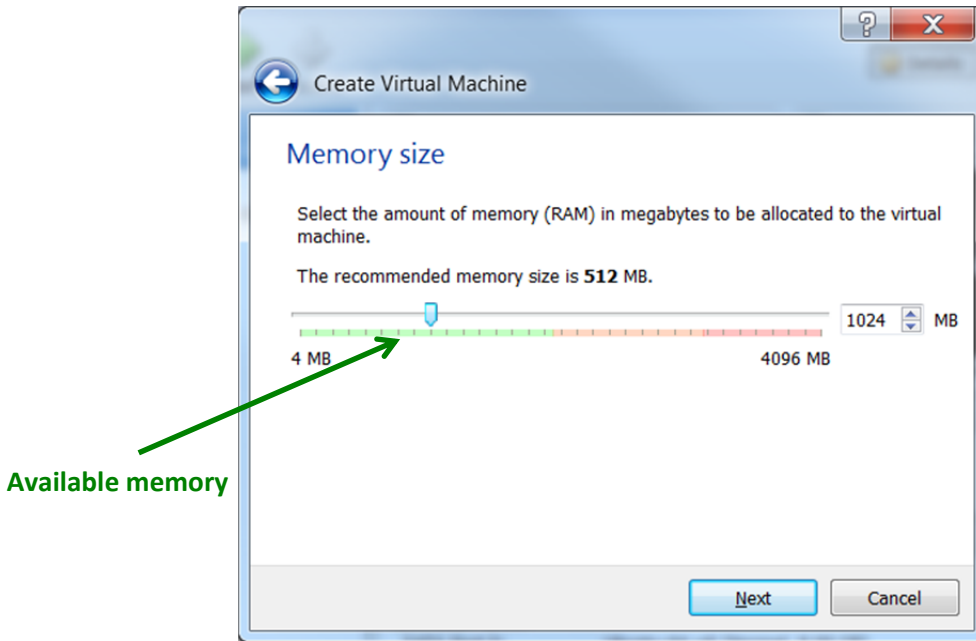 ?
X
Create Virtual Machine
Memory size
Select the amount of memory (RAM) in megabytes to be allocated to the virtual
machine.
The recommended memory size is 512 MB.
1024 MB
4 MB 4096 MB
Available memory
Next Cancel